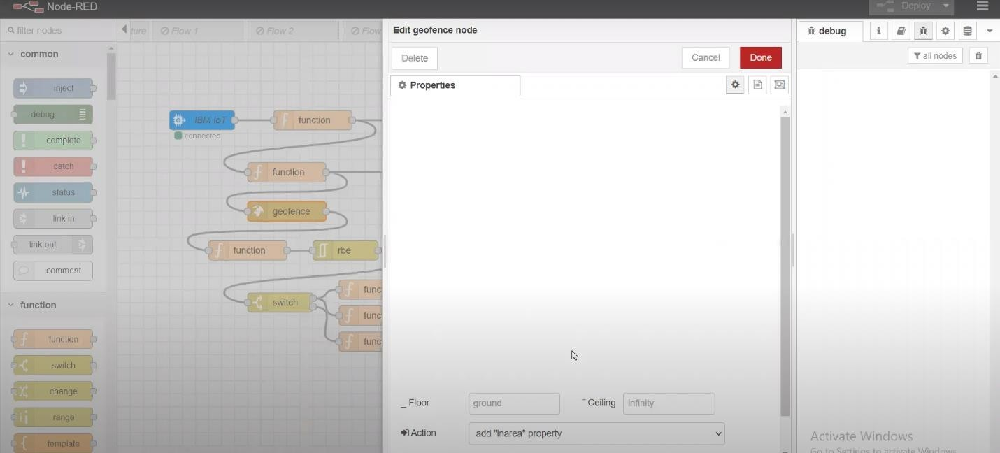 Node-RED
Deploy
filter nodes
ture
Flow 1
Flow 2
Flow
Edit geofence node
debug
i
common
Delete
Cancel
Done
all nodes
Properties
inject
debug
complete
catch
status
link in
link out
comment
IBM IoT
function
connected
function
geofence
function
rbe
switch
func
func
func
function
function
switch
change
range
template
_ Floor
ground
¯ Ceiling
infinity
Action
add "inarea" property
Activate Windows
Go to Settings to activate Windows.